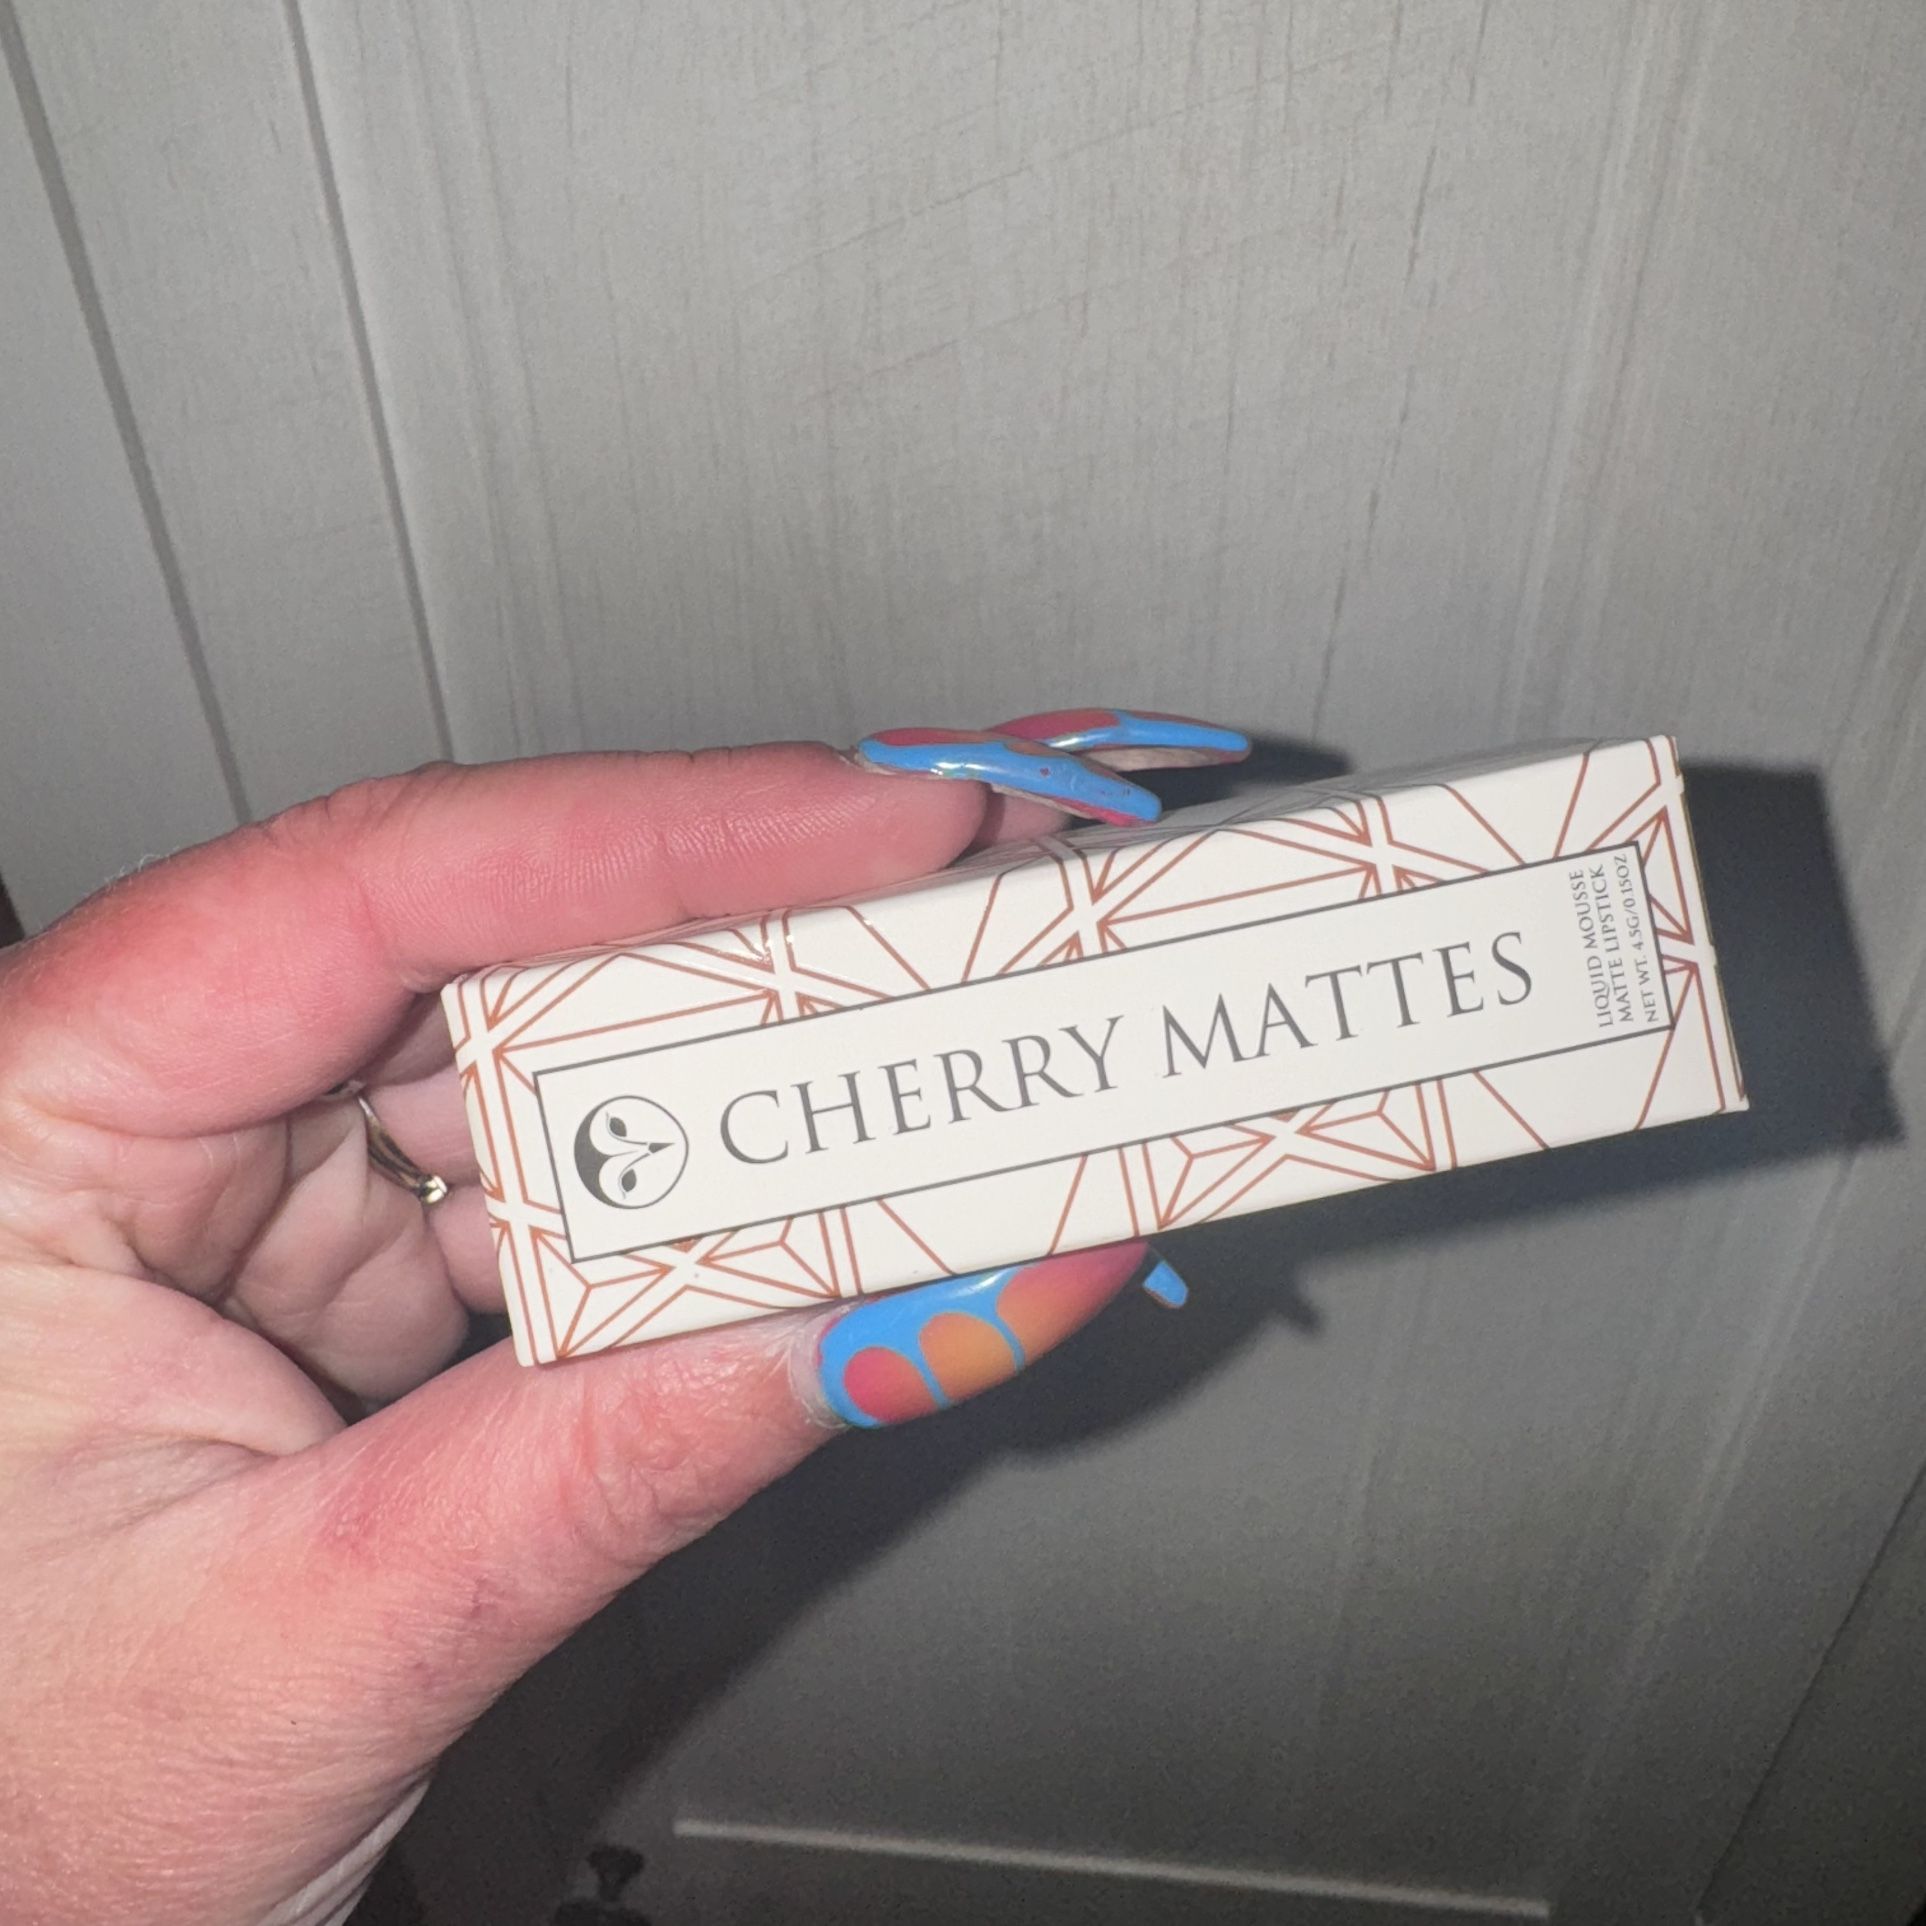 CHERRY MATTES
LIQUID MOUSSE
MATTE LIPSTICK
NET WT. 4.5G/0.15OZ